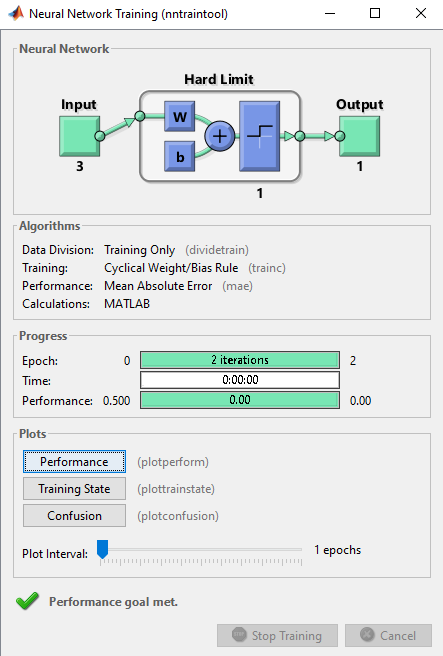 Neural Network Training (nntraintool)
Neural Network
Hard Limit
Input
Output
W
b
+
3
1
1
Algorithms
Data Division: Training Only (dividetrain)
Training: Cyclical Weight/Bias Rule (trainc)
Performance: Mean Absolute Error (mae)
Calculations: MATLAB
Progress
Epoch: 0 2 iterations 2
Time: 0:00:00
Performance: 0.500 0.00 0.00
Plots
Performance (plotperform)
Training State (plottrainstate)
Confusion (plotconfusion)
Plot Interval: 1 epochs
Performance goal met.
Stop Training Cancel